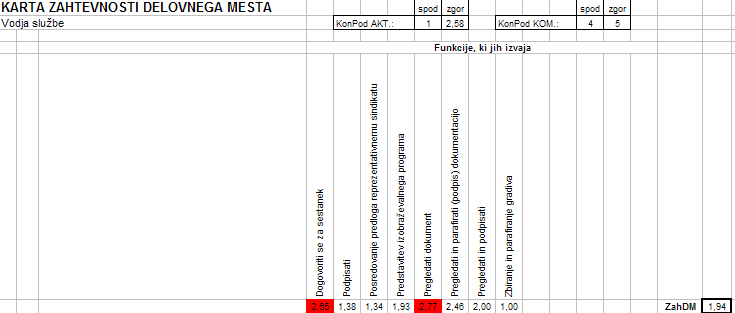 KARTA ZAHTEVNOSTI DELOVNEGA MESTA
spod zgor
spod zgor
Vodja službe
KonPod AKT.: 1 2,58
KonPod KOM.: 4 5
Funkcije, ki jih izvaja
Dogovoriti se za sestanek
Podpisati
Posredovanje predloga reprezentativnemu sindikatu
Predstavitev izobraževalnega programa
Pregledati dokument
Pregledati in parafirati (podpis) dokumentacijo
Pregledati in podpisati
Zbiranje in parafiranje gradiva
2,65 1,38 1,34 1,93 2,77 2,46 2,00 1,00
ZahDM 1,94